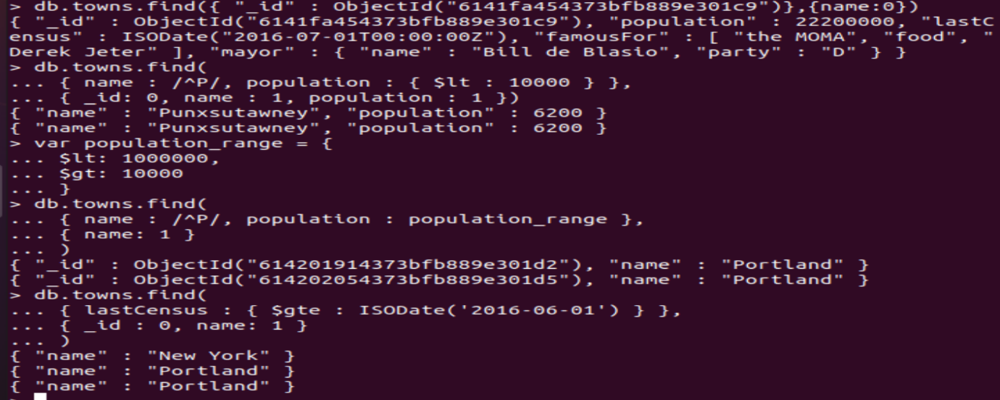 > db.towns.find({ "_id" : ObjectId("6141fa454373bfb889e301c9")},{name:0})
{ "_id" : ObjectId("6141fa454373bfb889e301c9"), "population" : 22200000, "lastC
ensus" : ISODate("2016-07-01T00:00:00Z"), "famousFor" : [ "the MOMA", "food", "
Derek Jeter" ], "mayor" : { "name" : "Bill de Blasio", "party" : "D" } }
> db.towns.find(
... { name : /^P/, population : { $lt : 10000 } },
... { _id: 0, name : 1, population : 1 })
{ "name" : "Punxsutawney", "population" : 6200 }
{ "name" : "Punxsutawney", "population" : 6200 }
> var population_range = {
... $lt: 1000000,
... $gt: 10000
... }
> db.towns.find(
... { name : /^P/, population : population_range },
... { name: 1 }
... )
{ "_id" : ObjectId("614201914373bfb889e301d2"), "name" : "Portland" }
{ "_id" : ObjectId("614202054373bfb889e301d5"), "name" : "Portland" }
> db.towns.find(
... { lastCensus : { $gte : ISODate('2016-06-01') } },
... { _id : 0, name: 1 }
... )
{ "name" : "New York" }
{ "name" : "Portland" }
{ "name" : "Portland" }